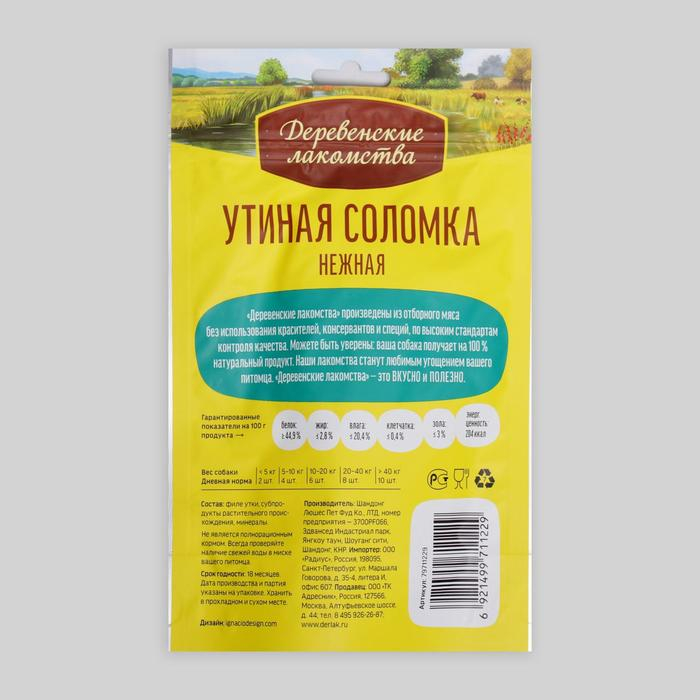 Деревенские
лакомства
УТИНАЯ СОЛОМКА
НЕЖНАЯ
«Деревенские лакомства» произведены из отборного мяса
без использования красителей, консервантов и специй, по высоким стандартам
контроля качества. Можете быть уверены: ваша собака получает на 100 %
натуральный продукт. Наши лакомства станут любимым угощением вашего
питомца. «Деревенские лакомства» – это ВКУСНО и ПОЛЕЗНО.
Гарантированные
показатели на 100 г
продукта →
белок:
≥ 44,9 %
жир:
≤ 2,8 %
влага:
≤ 20,4 %
клетчатка:
≤ 0,4 %
зола:
≤ 3 %
энерг.
ценность:
204 ккал
Вес собаки < 5 кг 5-10 кг 10-20 кг 20-40 кг > 40 кг
Дневная норма 2 шт. 4 шт. 6 шт. 8 шт. 10 шт.
РСТ
7
Состав: филе утки, субпро-
дукты растительного проис-
хождения, минералы.
Не является полнорационным
кормом. Всегда проверяйте
наличие свежей воды в миске
вашего питомца.
Срок годности: 18 месяцев.
Дата производства и партия
указаны на упаковке. Хранить
в прохладном и сухом месте.
Дизайн: ignaciodesign.com
Производитель: Шандонг
Люшес Пет Фуд Ко., ЛТД, номер
предприятия – 3700PF066,
Эдвансед Индастриал парк,
Янгкоу таун, Шоуганг сити,
Шандонг, КНР. Импортер: ООО
«Радиус», Россия, 198095,
Санкт-Петербург, ул. Маршала
Говорова, д. 35-4, литера И,
офис 607. Продавец: ООО «ТК
Адресник», Россия, 127566,
Москва, Алтуфьевское шоссе,
д. 44; тел. 8 495 926-26-87;
www.derlak.ru
Артикул: 79711229
6 921499 711229